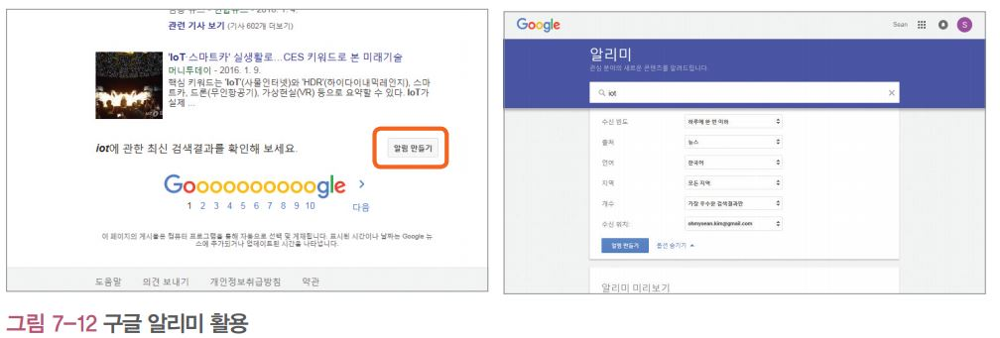 관련 기사 보기 (기사 602개 더보기)
'IoT·스마트카' 실생활로...CES 키워드로 본 미래기술
머니투데이 - 2016. 1. 9.
핵심 키워드는 'IoT'(사물인터넷)와 'HDR'(하이다이내믹레인지), 스마
트카, 드론(무인항공기), 가상현실(VR) 등으로 요약할 수 있다. IoT가
실제 ...
iot에 관한 최신 검색결과를 확인해 보세요.
알림 만들기
Goooooooooogle >
1 2 3 4 5 6 7 8 9 10 다음
이 페이지의 게시물은 컴퓨터 프로그램을 통해 자동으로 선택 및 게재됩니다. 표시된 시간이나 날짜는 Google 뉴
스에 추가되거나 업데이트된 시간을 나타냅니다.
도움말 의견 보내기 개인정보취급방침 약관
Google
Sean
S
알리미
관심 분야의 새로운 콘텐츠를 알려드립니다.
iot
수신 빈도 하루에 한 번 이하
출처 뉴스
언어 한국어
지역 모든 지역
개수 가장 우수한 검색결과만
수신 위치: ohmysean.kim@gmail.com
알림 만들기 옵션 숨기기
알리미 미리보기
그림 7-12 구글 알리미 활용